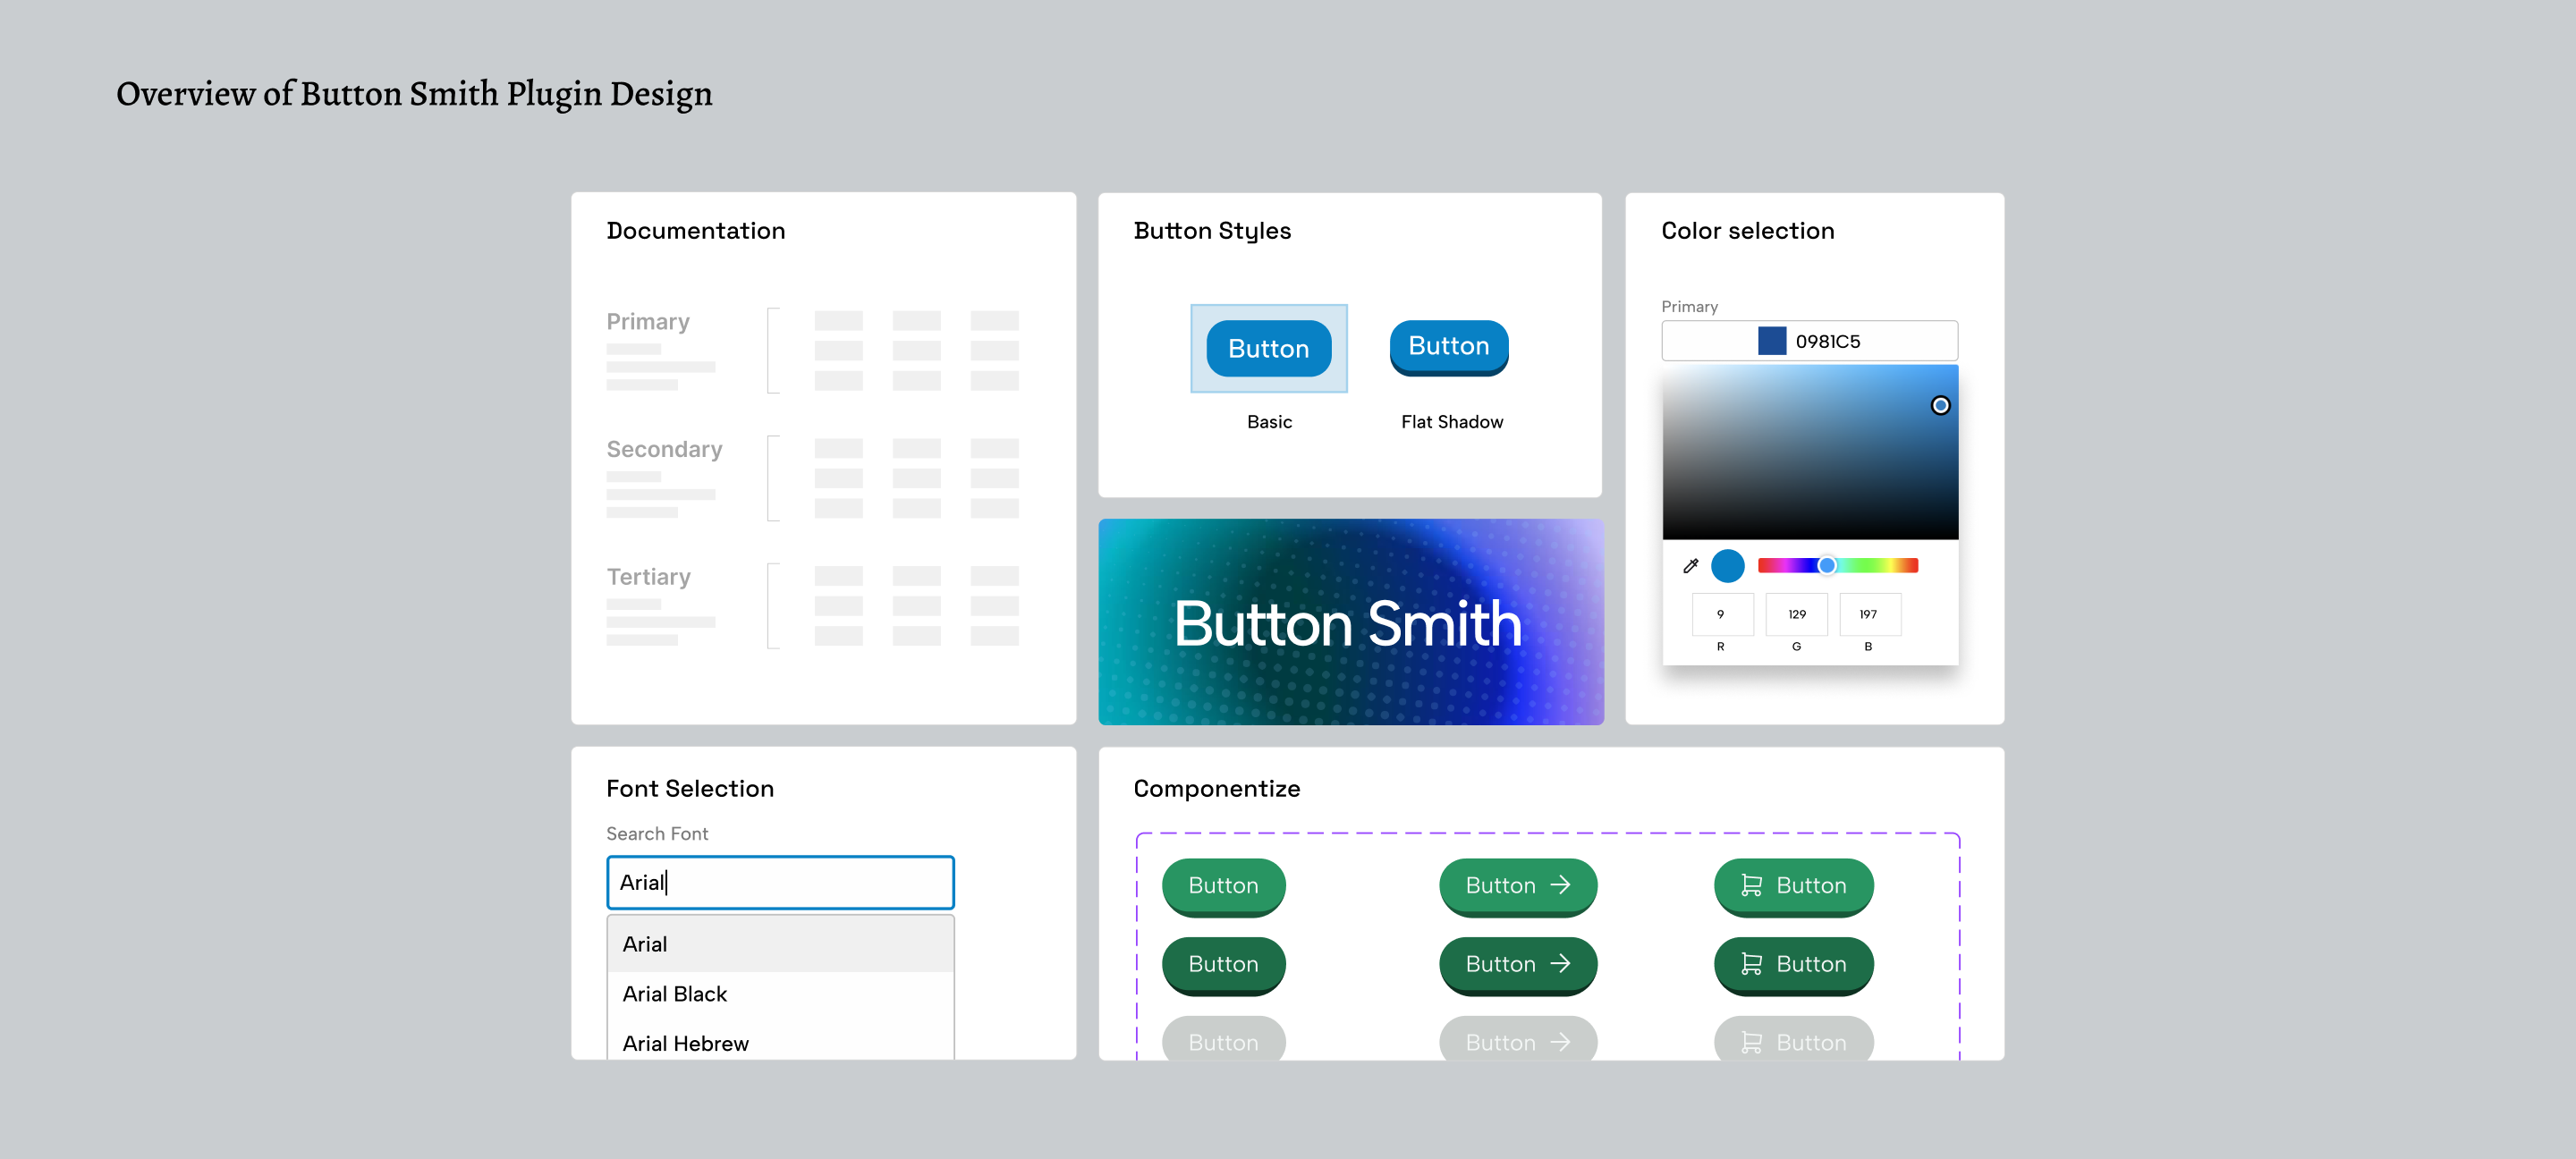 Overview of Button Smith Plugin Design
Documentation
Primary
Secondary
Tertiary
Button Styles
Button
Basic
Button
Flat Shadow
Button Smith
Color selection
Primary
0981C5
9
129
197
R
G
B
Font Selection
Search Font
Arial
Arial
Arial Black
Arial Hebrew
Componentize
Button
Button
Button
Button
Button
Button
Button
Button
Button